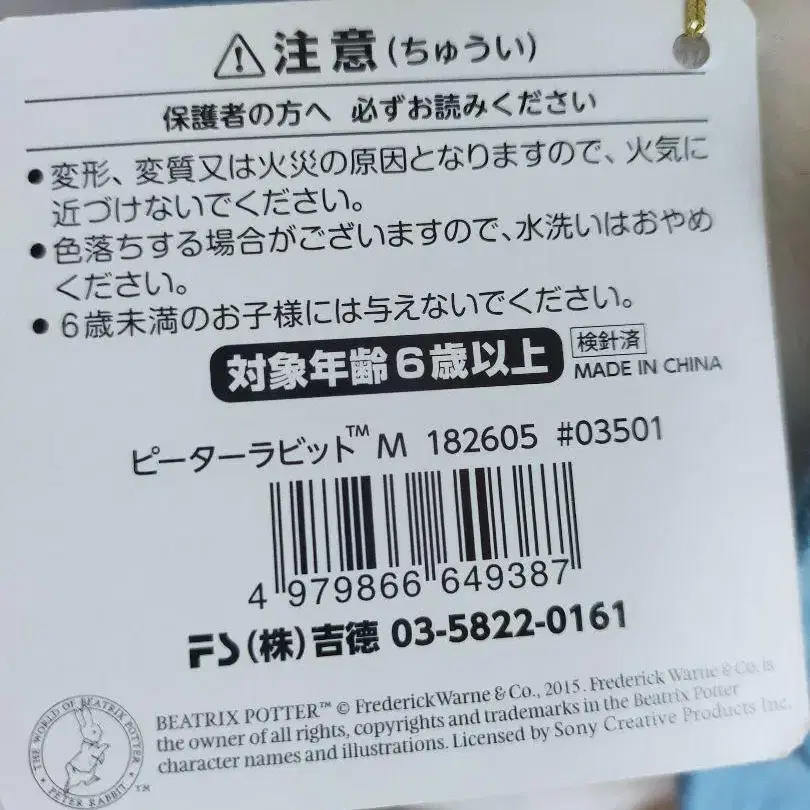 注意(ちゅうい)
保護者の方へ 必ずお読みください
●変形、変質又は火災の原因となりますので、火気に
近づけないでください。
●色落ちする場合がございますので、水洗いはおやめ
ください。
●6歳未満のお子様には与えないでください。
対象年齢6歳以上
検針済
MADE IN CHINA
ピーターラビット™ M 182605 #03501
4 979866 649387
(株)吉德 03-5822-0161
THE WORLD OF BEATRIX POTTER
PETER RABBIT ™
BEATRIX POTTER™ © Frederick Warne & Co., 2015. Frederick Warne & Co. is
the owner of all rights, copyrights and trademarks in the Beatrix Potter
character names and illustrations. Licensed by Sony Creative Products Inc.